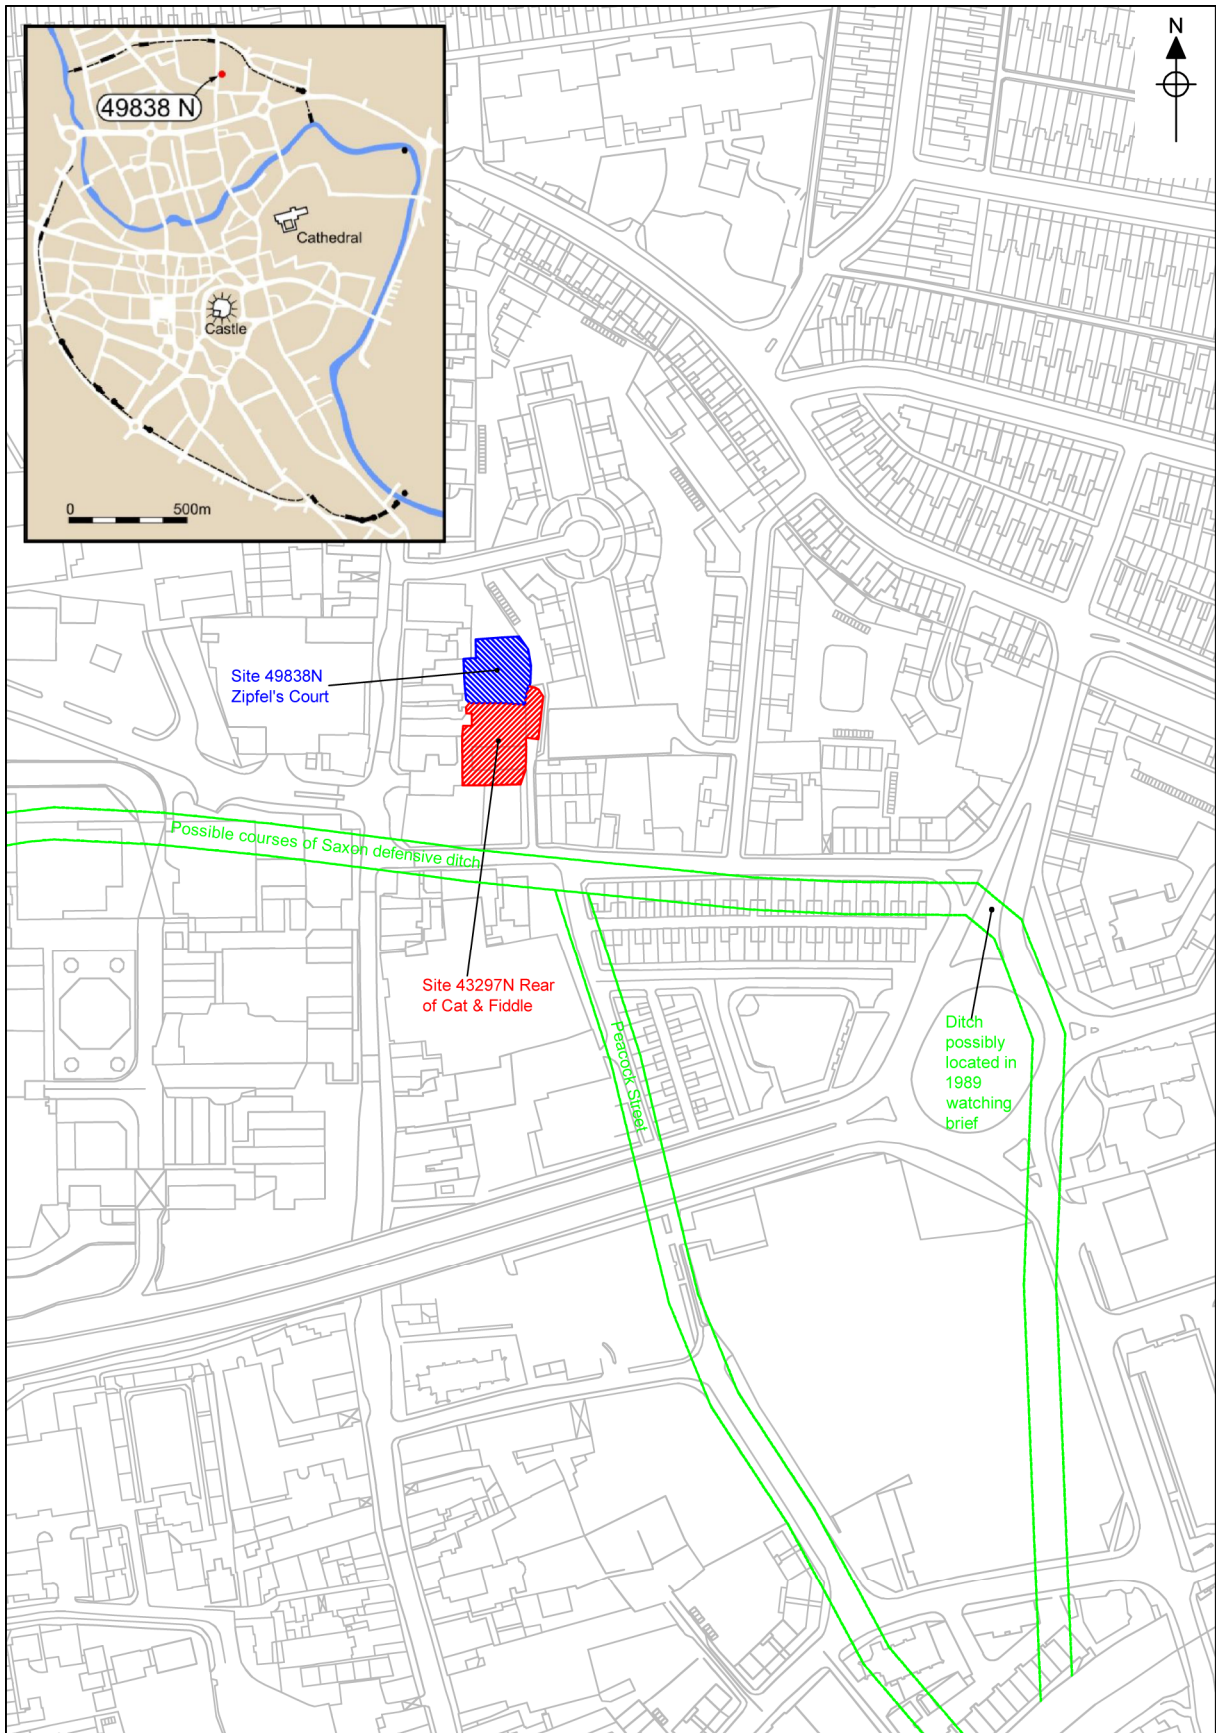 N
49838 N
Cathedral
Castle
0 500m
Site 49838N
Zipfel's Court
Possible courses of Saxon defensive ditch
Site 43297N Rear
of Cat & Fiddle
Peacock Street
Ditch
possibly
located in
1989
watching
brief